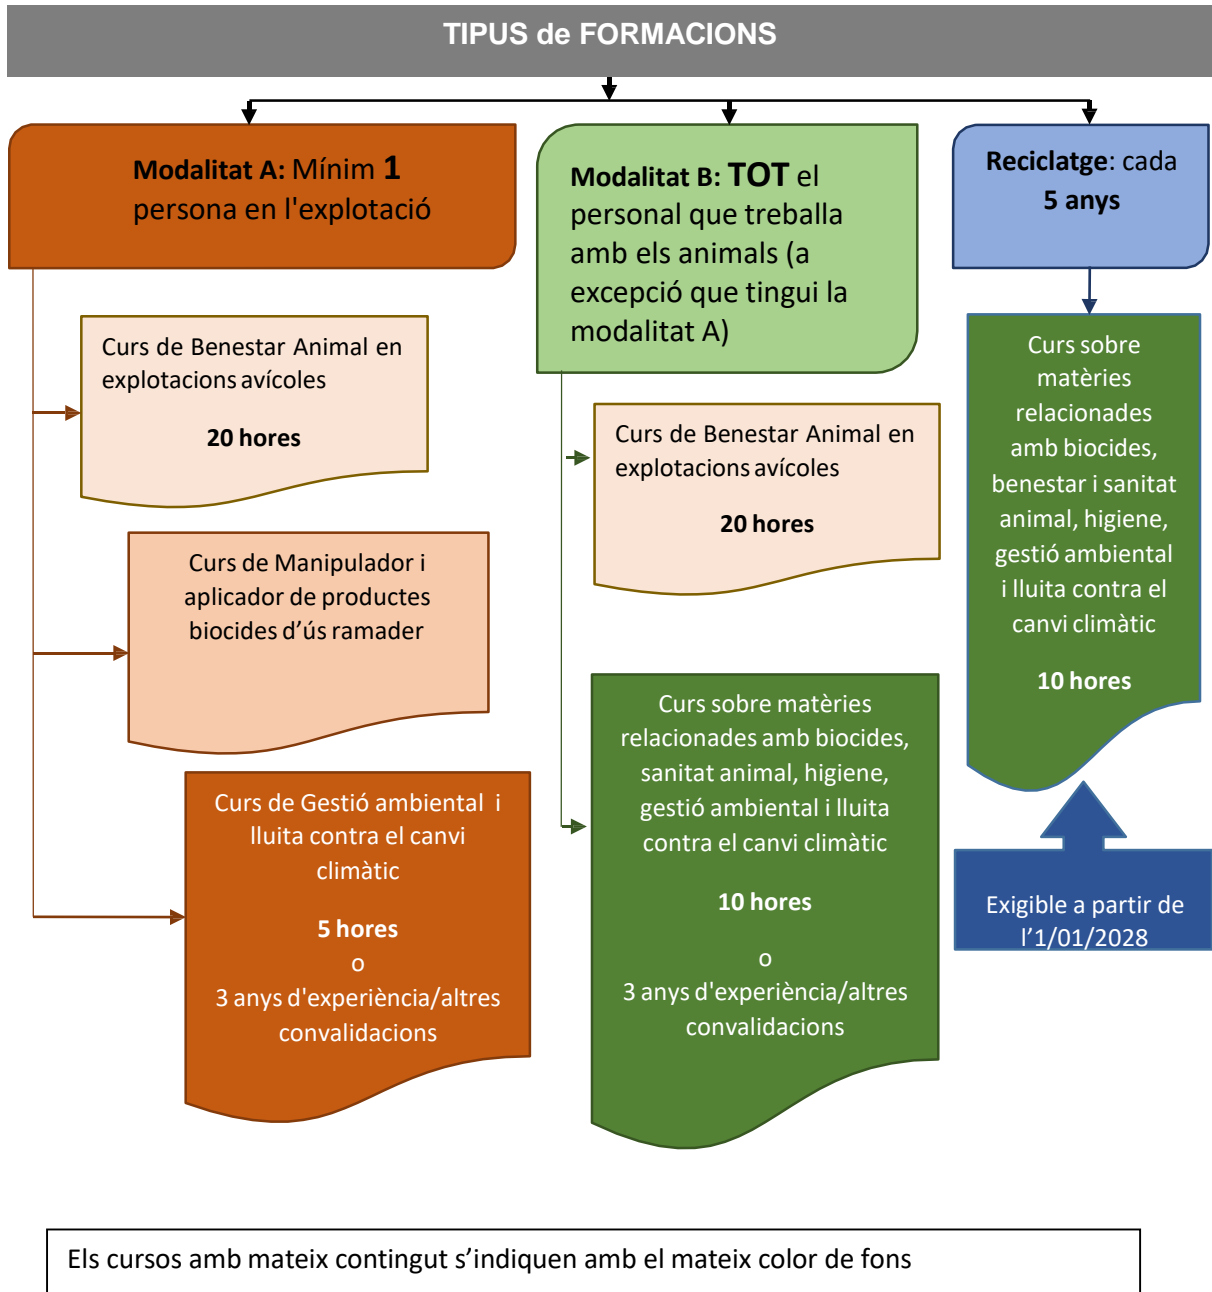 TIPUS de FORMACIONS
Modalitat A: Mínim 1
persona en l'explotació
Curs de Benestar Animal en
explotacions avícoles
20 hores
Curs de Manipulador i
aplicador de productes
biocides d’ús ramader
Curs de Gestió ambiental i
lluita contra el canvi
climàtic
5 hores
o
3 anys d'experiència/altres
convalidacions
Modalitat B: TOT el
personal que treballa
amb els animals (a
excepció que tingui la
modalitat A)
Curs de Benestar Animal en
explotacions avícoles
20 hores
Curs sobre matèries
relacionades amb biocides,
sanitat animal, higiene,
gestió ambiental i lluita
contra el canvi climàtic
10 hores
o
3 anys d'experiència/altres
convalidacions
Reciclatge: cada
5 anys
Curs sobre
matèries
relacionades
amb biocides,
benestar i sanitat
animal, higiene,
gestió ambiental
i lluita contra el
canvi climàtic
10 hores
Exigible a partir de
l’1/01/2028
Els cursos amb mateix contingut s’indiquen amb el mateix color de fons